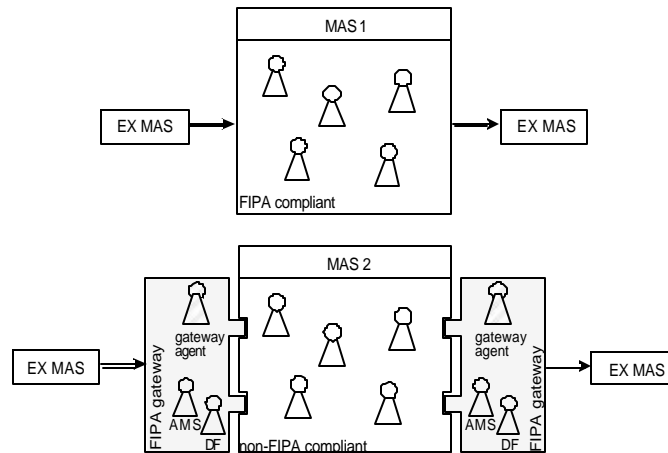 MAS 1
EX MAS
EX MAS
FIPA compliant
MAS 2
gateway
agent
FIPA gateway
AMS
DF
EX MAS
non-FIPA compliant
gateway
agent
FIPA gateway
AMS
DF
EX MAS